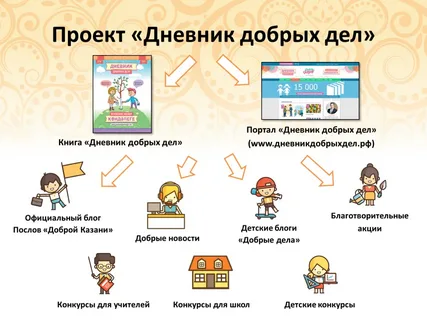 Проект «Дневник добрых дел»
ДНЕВНИК
15 000
Книга «Дневник добрых дел»
Портал «Дневник добрых дел»
(www.дневникдобрыхдел.рф)
Официальный блог
Послов «Доброй Казани»
Добрые новости
Детские блоги
«Добрые дела»
Благотворительные
акции
Конкурсы для учителей
Конкурсы для школ
Детские конкурсы